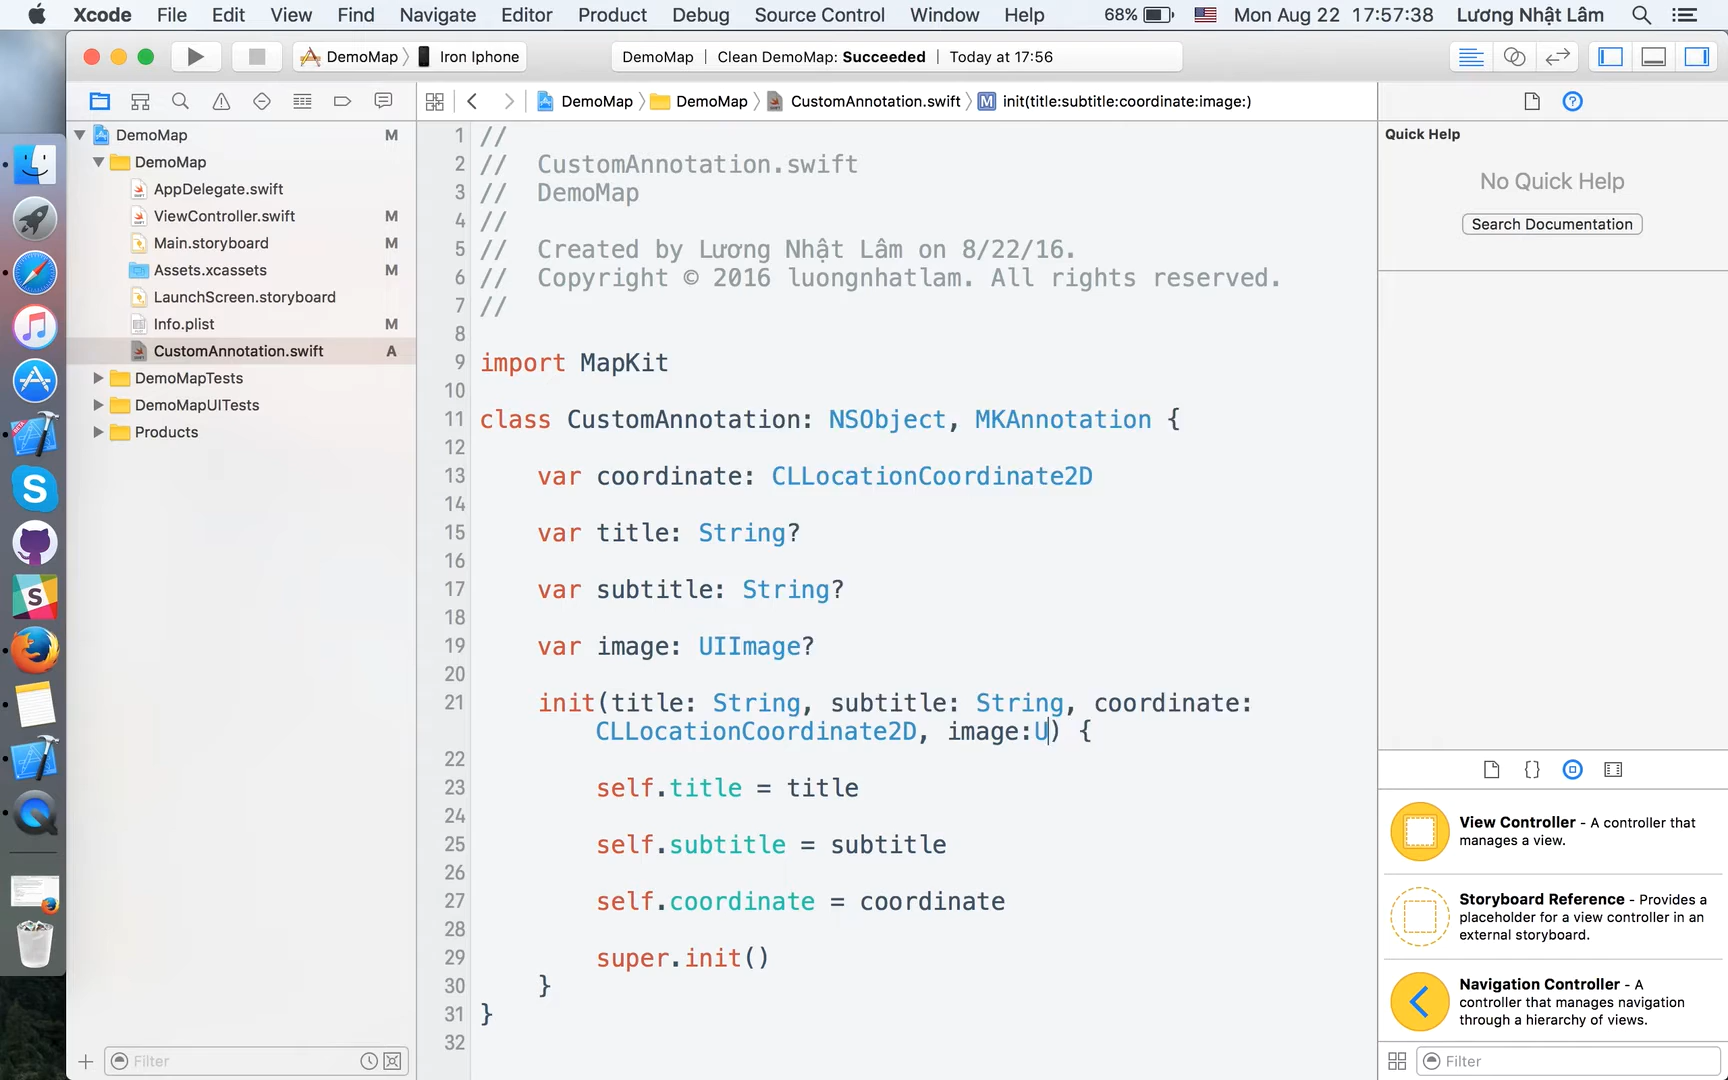 Xcode File Edit View Find Navigate Editor Product Debug Source Control Window Help 68% Mon Aug 22 17:57:38 Lương Nhật Lâm
DemoMap Iron Iphone DemoMap | Clean DemoMap: Succeeded | Today at 17:56
DemoMap DemoMap CustomAnnotation.swift M init(title:subtitle:coordinate:image:)
DemoMap M
DemoMap
AppDelegate.swift
ViewController.swift M
Main.storyboard M
Assets.xcassets M
LaunchScreen.storyboard
Info.plist M
CustomAnnotation.swift A
DemoMapTests
DemoMapUITests
Products
Filter
1 //
2 // CustomAnnotation.swift
3 // DemoMap
4 //
5 // Created by Lương Nhật Lâm on 8/22/16.
6 // Copyright © 2016 luongnhatlam. All rights reserved.
7 //
8
9 import MapKit
10
11 class CustomAnnotation: NSObject, MKAnnotation {
12
13 var coordinate: CLLocationCoordinate2D
14
15 var title: String?
16
17 var subtitle: String?
18
19 var image: UIImage?
20
21 init(title: String, subtitle: String, coordinate:
CLLocationCoordinate2D, image:U) {
22
23 self.title = title
24
25 self.subtitle = subtitle
26
27 self.coordinate = coordinate
28
29 super.init()
30 }
31 }
32
Quick Help
No Quick Help
Search Documentation
View Controller - A controller that
manages a view.
Storyboard Reference - Provides a
placeholder for a view controller in an
external storyboard.
Navigation Controller - A
controller that manages navigation
through a hierarchy of views.
Filter